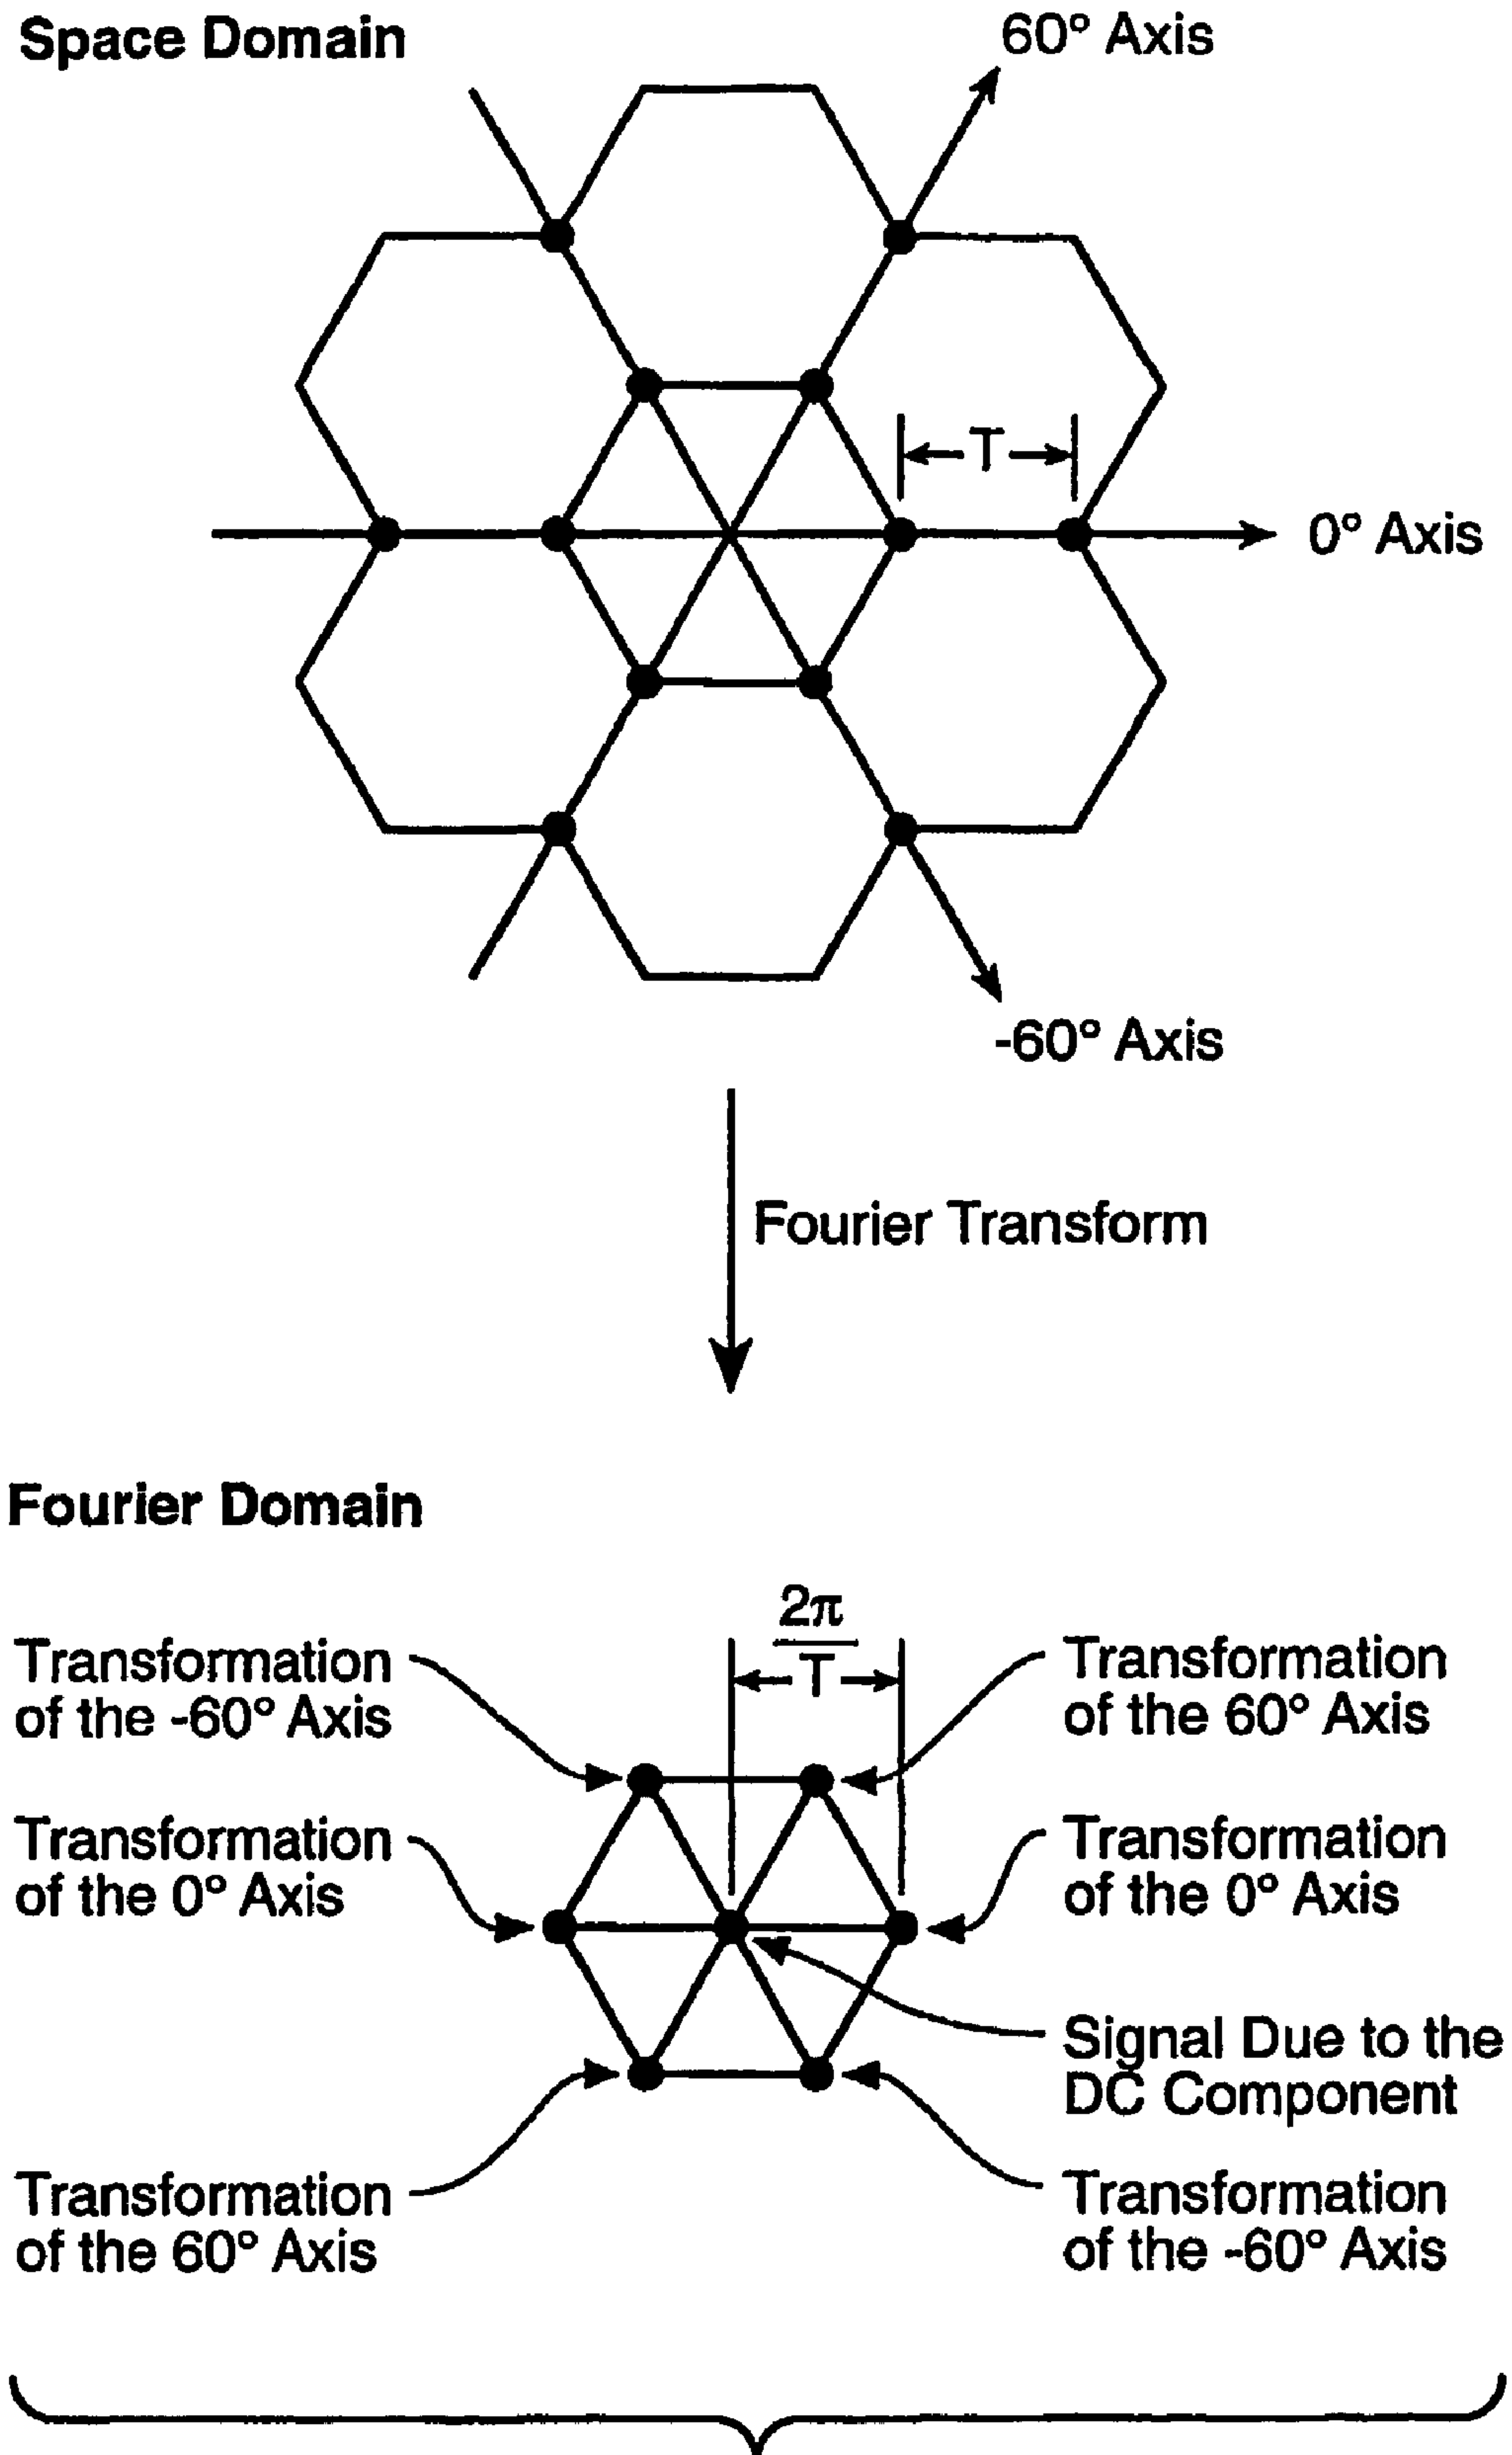 Space Domain
60° Axis
T
0° Axis
-60° Axis
Fourier Transform
Fourier Domain
2π
T
Transformation
of the -60° Axis
Transformation
of the 60° Axis
Transformation
of the 0° Axis
Transformation
of the 0° Axis
Signal Due to the
DC Component
Transformation
of the 60° Axis
Transformation
of the -60° Axis